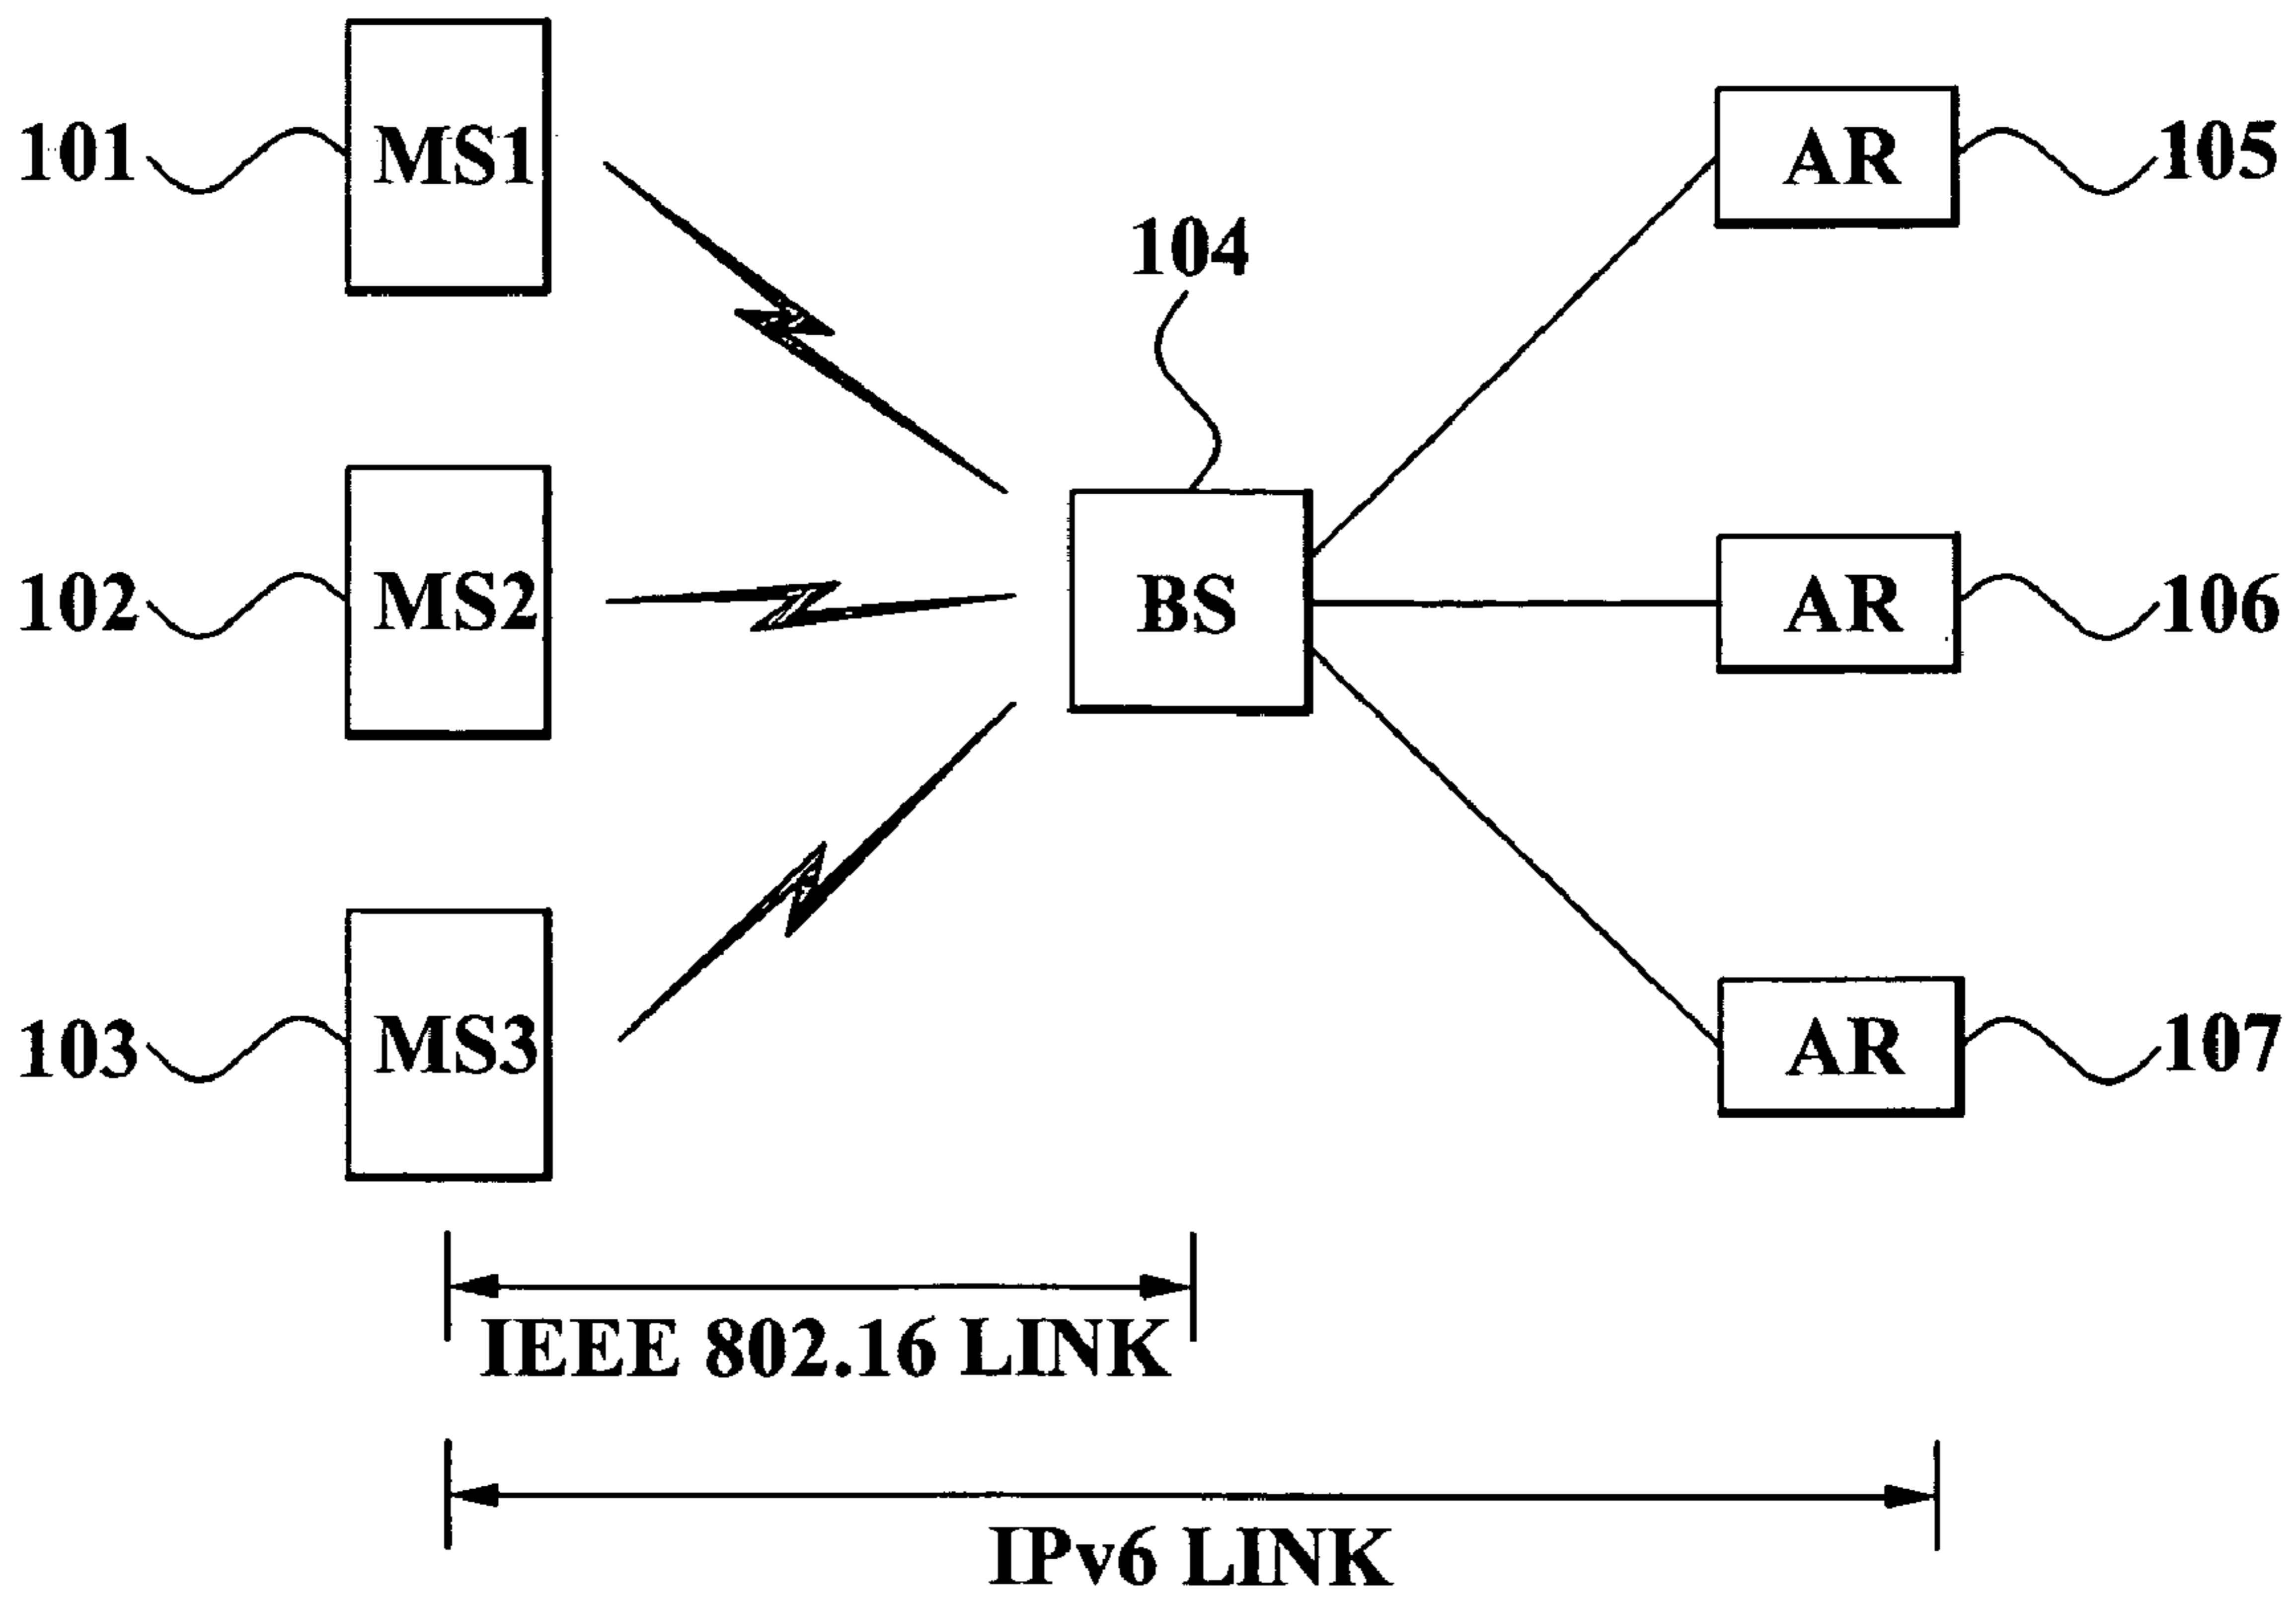 101
MS1
AR
105
104
102
MS2
BS
AR
106
103
MS3
AR
107
IEEE 802.16 LINK
IPv6 LINK